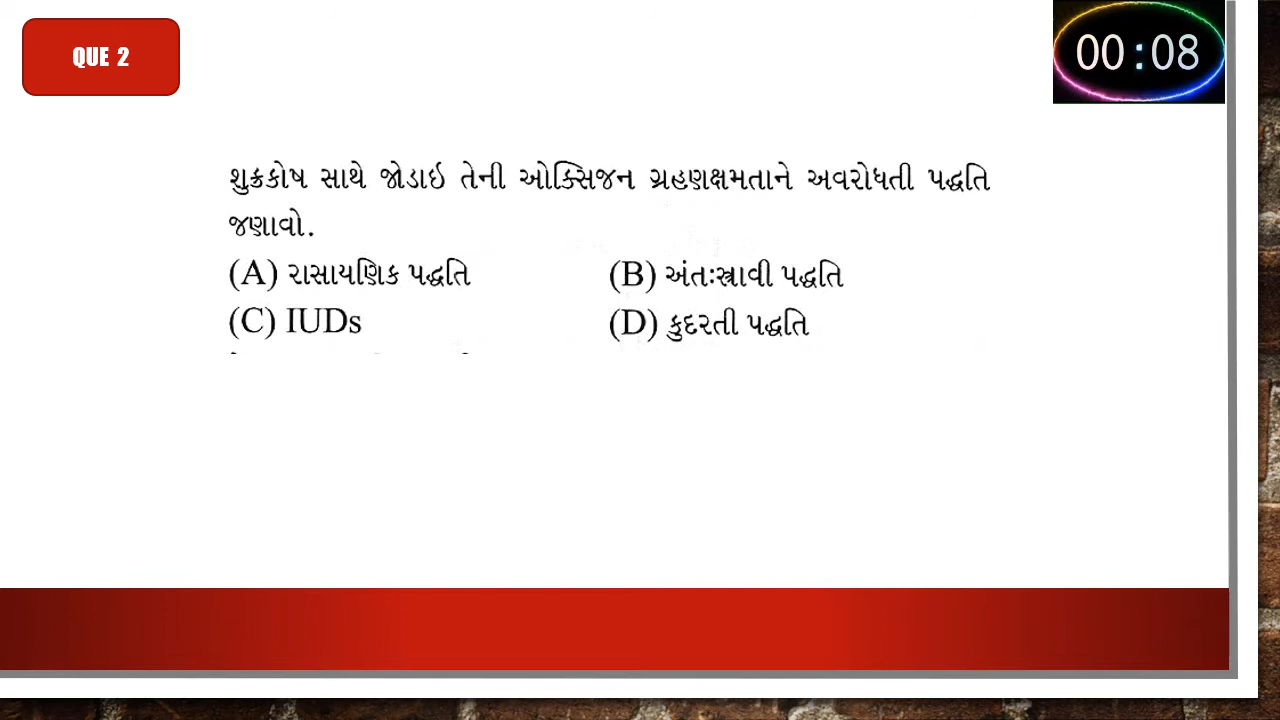 QUE 2
00:08
શુક્રકોષ સાથે જોડાઇ તેની ઓક્સિજન ગ્રહણક્ષમતાને અવરોધતી પદ્ધતિ
જણાવો.
(A) રાસાયણિક પદ્ધતિ (B) અંતઃસ્ત્રાવી પદ્ધતિ
(C) IUDs (D) કુદરતી પદ્ધતિ